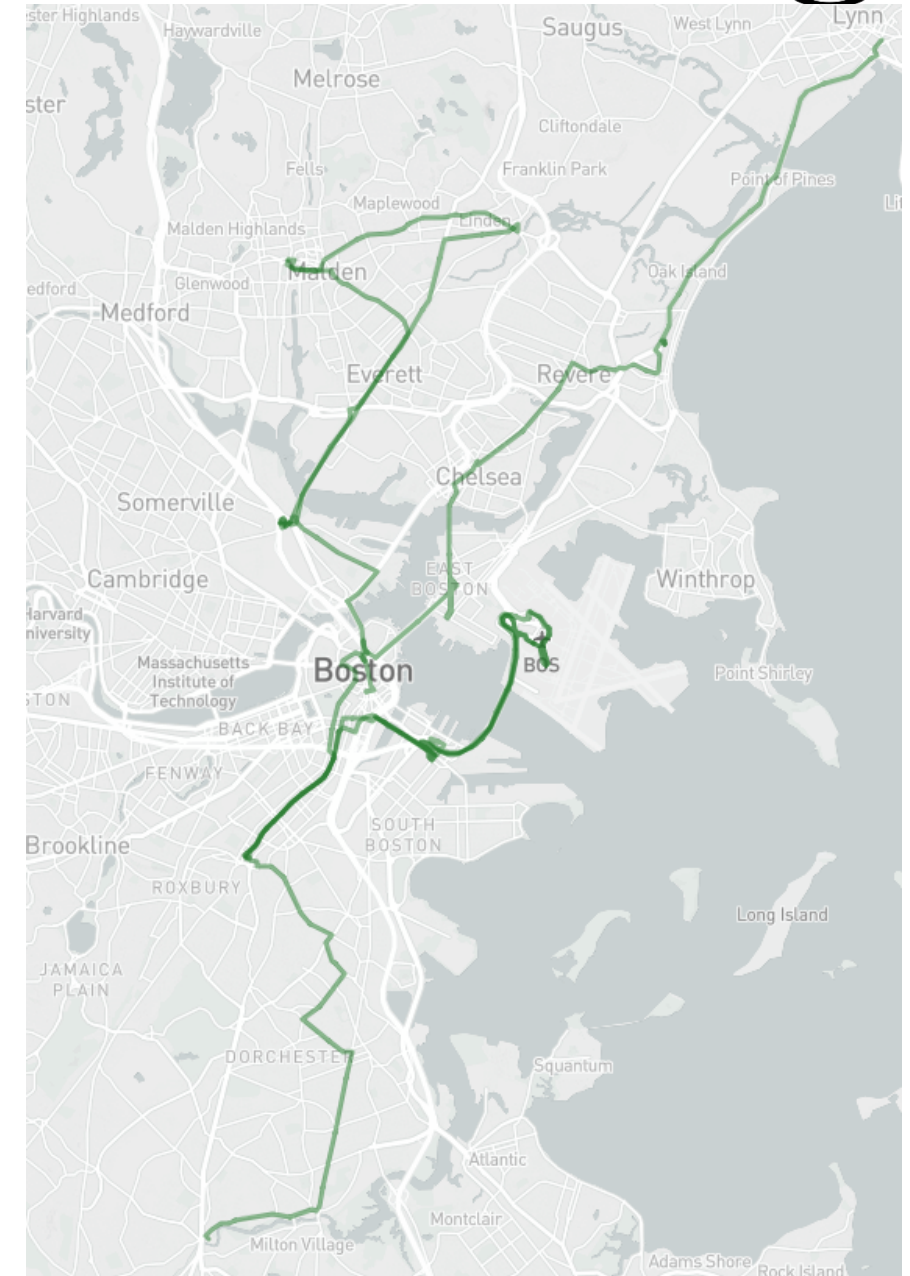 ster Highlands
Haywardville
Saugus
West Lynn
Lynn
Melrose
ster
Cliftondale
Fells
Franklin Park
Point of Pines
Maplewood
Linden
Lit
Malden Highlands
Malden
Oak Island
edford
Glenwood
Medford
Everett
Revere
Chelsea
Somerville
EAST
BOSTON
Cambridge
Winthrop
Harvard
niversity
Boston
BOS
Massachusetts
Institute of
Technology
Point Shirley
TON
BACK BAY
FENWAY
SOUTH
BOSTON
Brookline
ROXBURY
Long Island
JAMAICA
PLAIN
DORCHESTER
Squantum
Atlantic
Montclair
Milton Village
Adams Shore
Rock Island